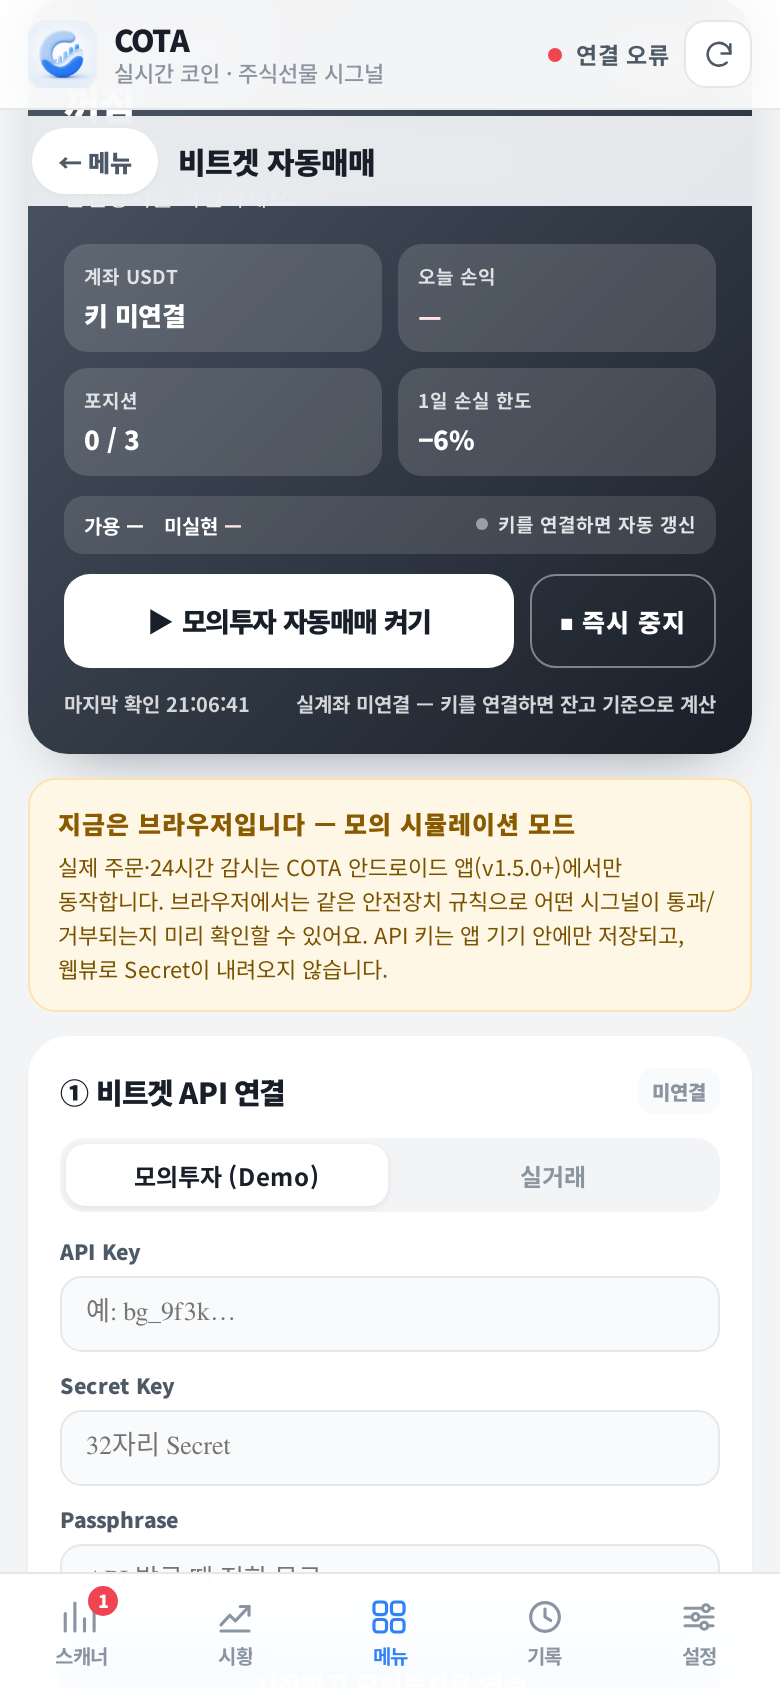 COTA
실시간 코인 · 주식선물 시그널
연결 오류
← 메뉴
비트겟 자동매매
계좌 USDT
키 미연결
오늘 손익
—
포지션
0 / 3
1일 손실 한도
−6%
가용 — 미실현 —
키를 연결하면 자동 갱신
▶ 모의투자 자동매매 켜기
■ 즉시 중지
마지막 확인 21:06:41
실계좌 미연결 — 키를 연결하면 잔고 기준으로 계산
지금은 브라우저입니다 — 모의 시뮬레이션 모드
실제 주문·24시간 감시는 COTA 안드로이드 앱(v1.5.0+)에서만
동작합니다. 브라우저에서는 같은 안전장치 규칙으로 어떤 시그널이 통과/
거부되는지 미리 확인할 수 있어요. API 키는 앱 기기 안에만 저장되고,
웹뷰로 Secret이 내려오지 않습니다.
① 비트겟 API 연결
미연결
모의투자 (Demo)
실거래
API Key
예: bg_9f3k…
Secret Key
32자리 Secret
Passphrase
1
스캐너
시황
메뉴
기록
설정